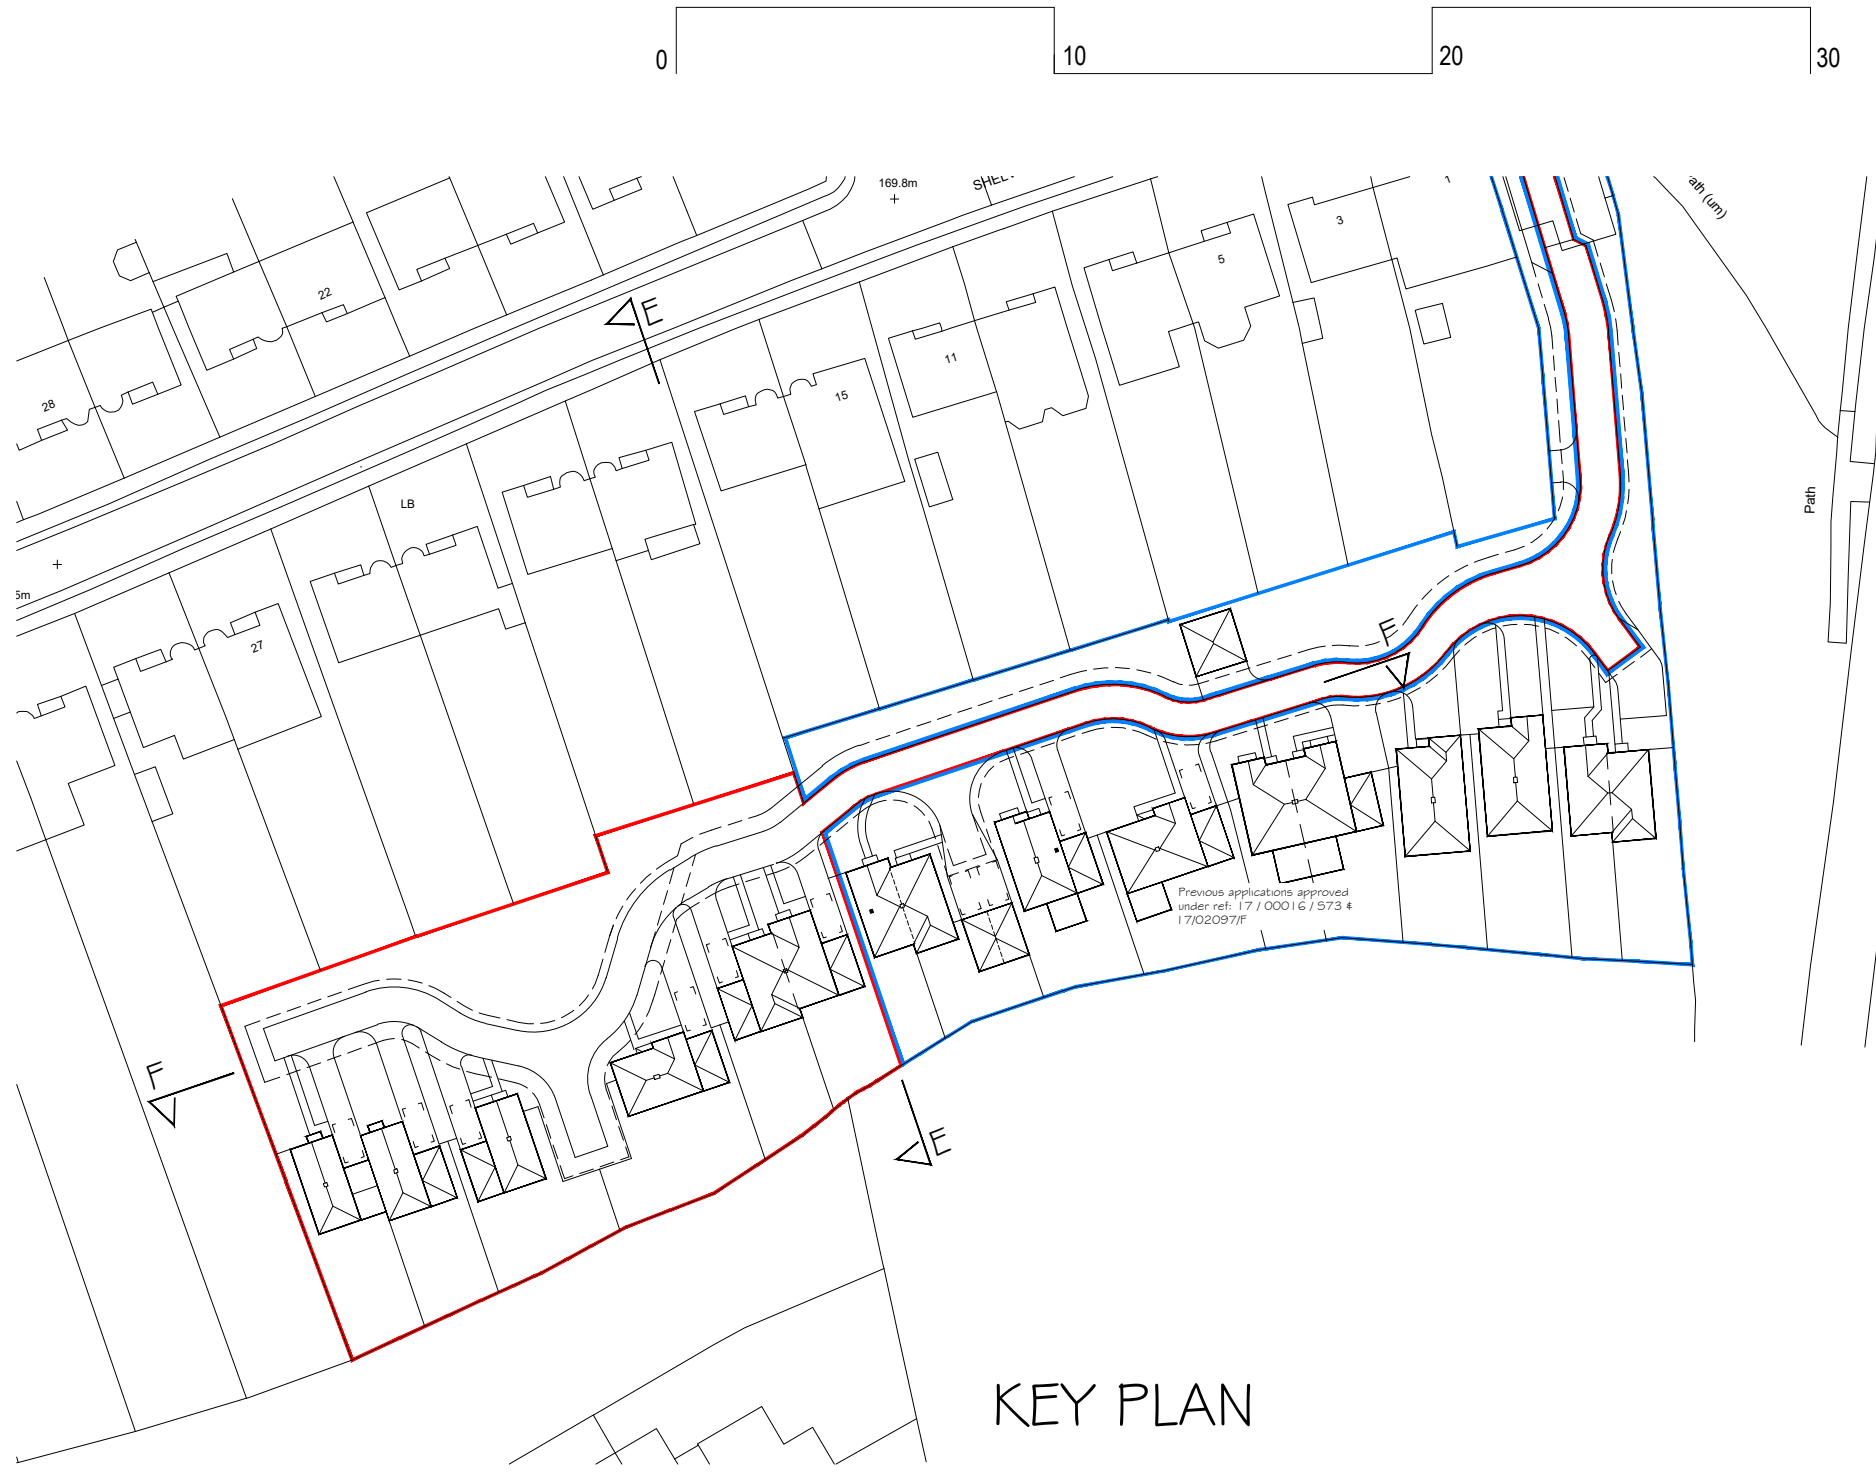 0
10
20
30
169.8m
3
1
5
22
E
28
11
15
LB
Path
27
F
Previous applications approved
under ref: 17 / 00016 / S73 &
17/02097/F
F
E
KEY PLAN